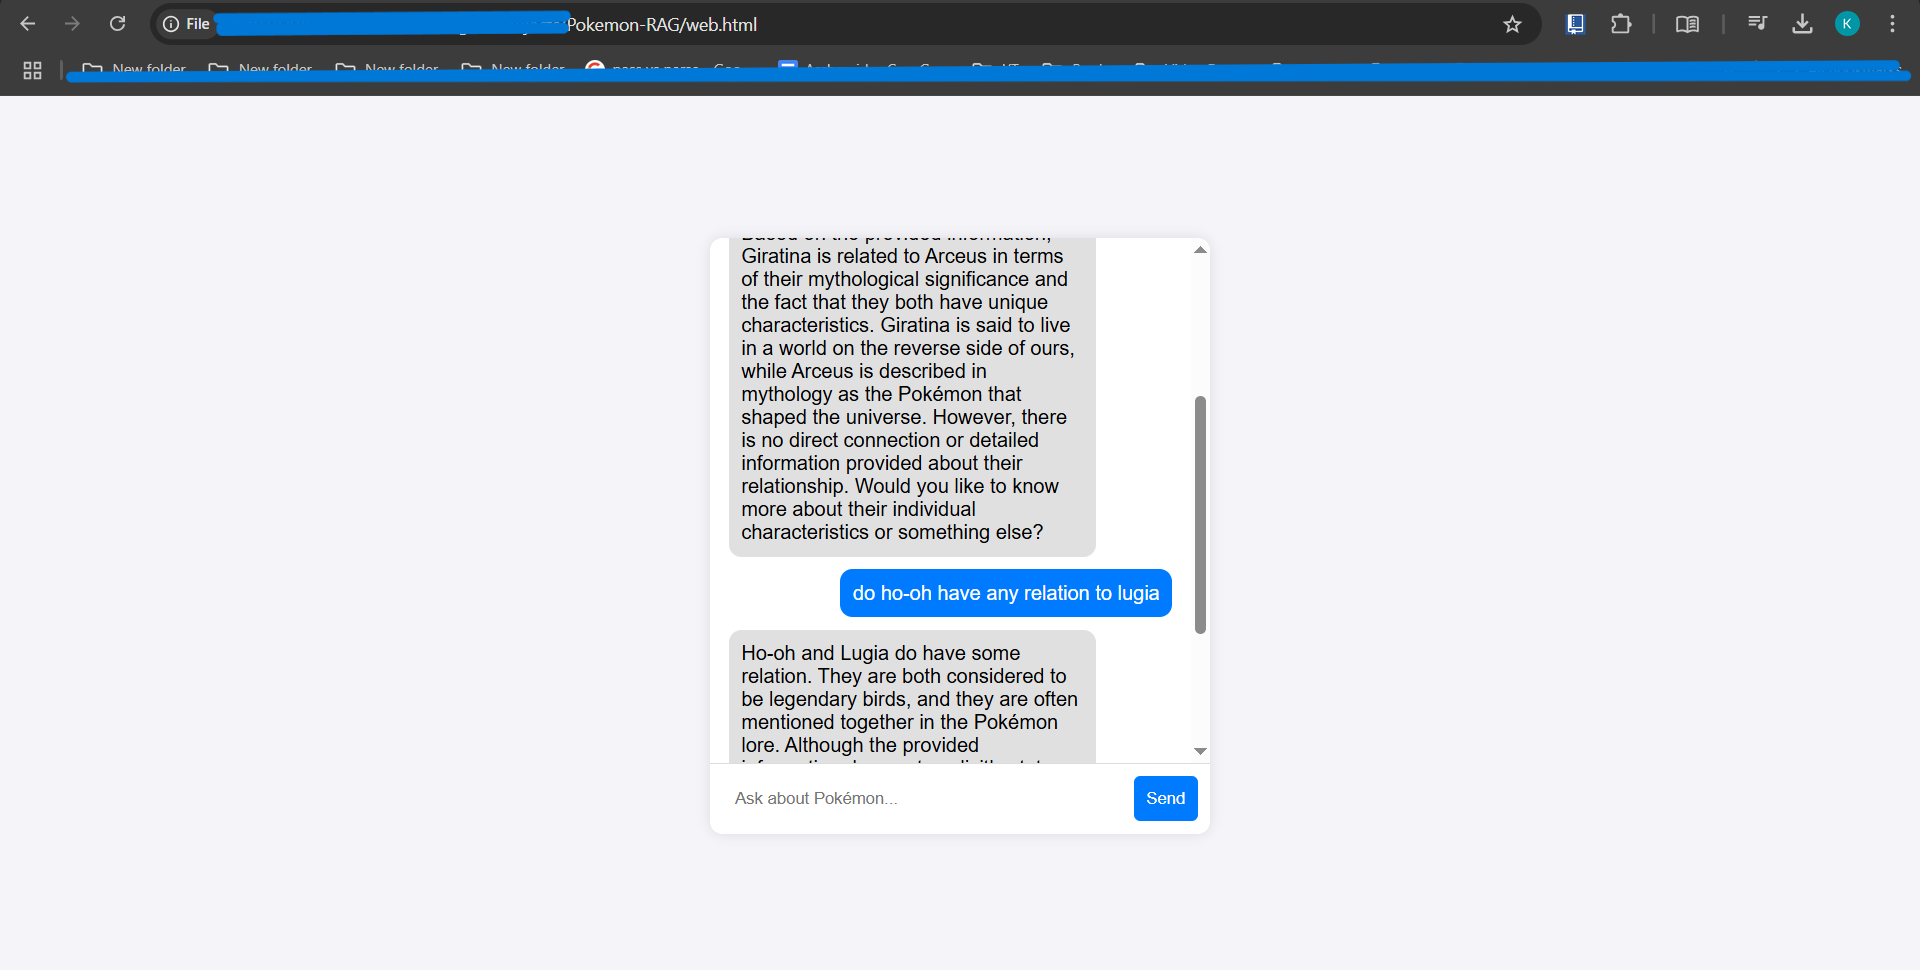 File
Pokemon-RAG/web.html
K
New folder
New folder
New folder
New folder
Based on the provided information,
Giratina is related to Arceus in terms
of their mythological significance and
the fact that they both have unique
characteristics. Giratina is said to live
in a world on the reverse side of ours,
while Arceus is described in
mythology as the Pokémon that
shaped the universe. However, there
is no direct connection or detailed
information provided about their
relationship. Would you like to know
more about their individual
characteristics or something else?
do ho-oh have any relation to lugia
Ho-oh and Lugia do have some
relation. They are both considered to
be legendary birds, and they are often
mentioned together in the Pokémon
lore. Although the provided
Ask about Pokémon...
Send